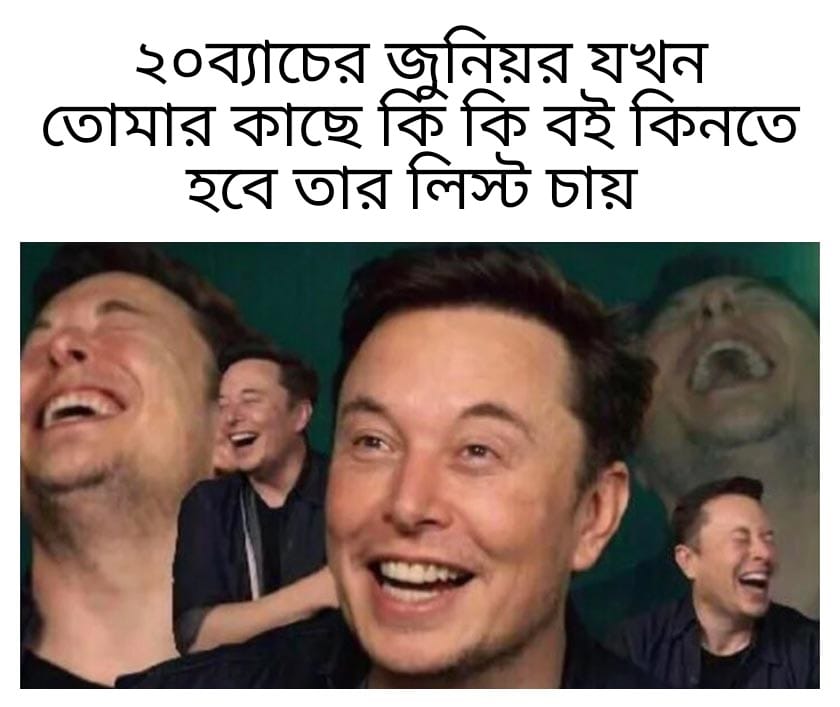 ২০ব্যাচের জুনিয়র যখন
তোমার কাছে কি কি বই কিনতে
হবে তার লিস্ট চায়